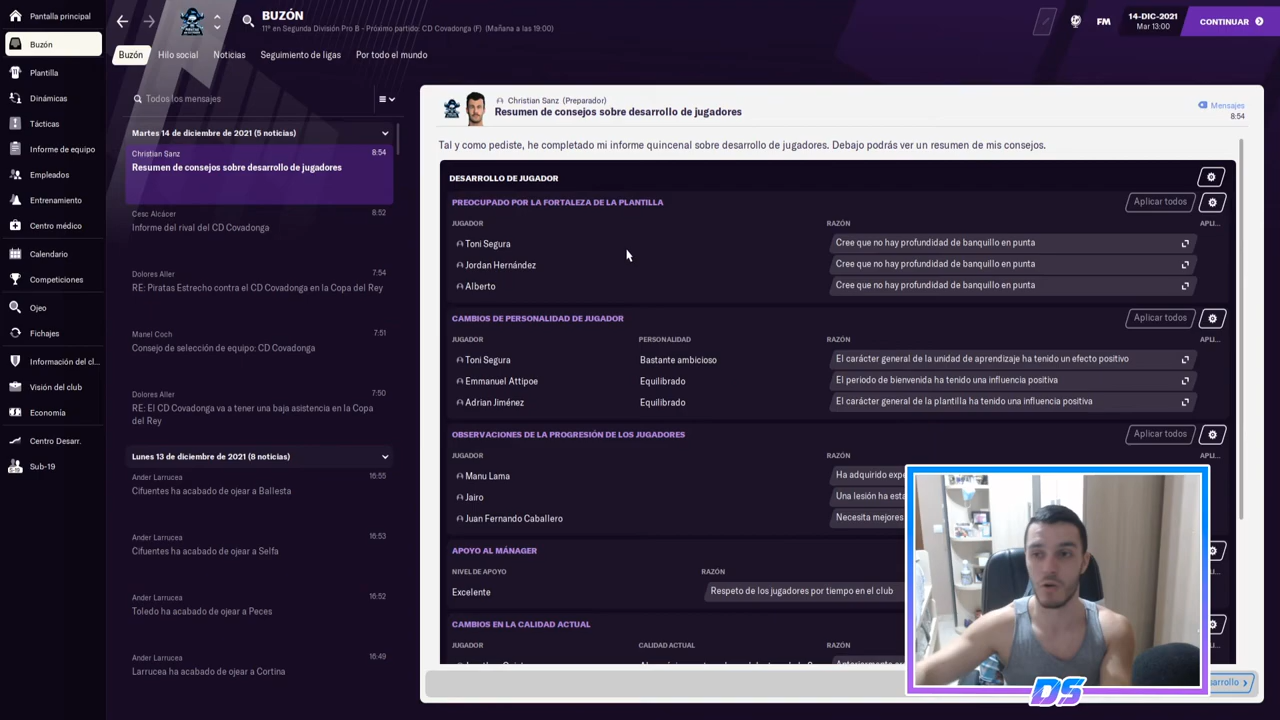 Pantalla principal
Buzón
Plantilla
Dinámicas
Tácticas
Informe de equipo
Empleados
Entrenamiento
Centro médico
Calendario
Competiciones
Ojeo
Fichajes
Información del cl...
Visión del club
Economía
Centro Desarr.
Sub-19
BUZÓN
11º en Segunda División Pro B - Próximo partido: CD Covadonga (F) (Mañana a las 19:00)
FM
14-DIC-2021
Mar 13:00
CONTINUAR
Buzón
Hilo social
Noticias
Seguimiento de ligas
Por todo el mundo
Todos los mensajes
Martes 14 de diciembre de 2021 (5 noticias)
Christian Sanz
8:54
Resumen de consejos sobre desarrollo de jugadores
Cesc Alcácer
8:52
Informe del rival del CD Covadonga
Dolores Aller
7:54
RE: Piratas Estrecho contra el CD Covadonga en la Copa del Rey
Manel Coch
7:51
Consejo de selección de equipo: CD Covadonga
Dolores Aller
7:50
RE: El CD Covadonga va a tener una baja asistencia en la Copa
del Rey
Lunes 13 de diciembre de 2021 (8 noticias)
Ander Larrucea
16:55
Cifuentes ha acabado de ojear a Ballesta
Ander Larrucea
16:53
Cifuentes ha acabado de ojear a Selfa
Ander Larrucea
16:52
Toledo ha acabado de ojear a Peces
Ander Larrucea
16:49
Larrucea ha acabado de ojear a Cortina
Christian Sanz (Preparador)
Resumen de consejos sobre desarrollo de jugadores
Mensajes
8:54
Tal y como pediste, he completado mi informe quincenal sobre desarrollo de jugadores. Debajo podrás ver un resumen de mis consejos.
DESARROLLO DE JUGADOR
PREOCUPADO POR LA FORTALEZA DE LA PLANTILLA
Aplicar todos
JUGADOR
RAZÓN
APLI...
Toni Segura
Cree que no hay profundidad de banquillo en punta
Jordan Hernández
Cree que no hay profundidad de banquillo en punta
Alberto
Cree que no hay profundidad de banquillo en punta
CAMBIOS DE PERSONALIDAD DE JUGADOR
Aplicar todos
JUGADOR
PERSONALIDAD
RAZÓN
APLI...
Toni Segura
Bastante ambicioso
El carácter general de la unidad de aprendizaje ha tenido un efecto positivo
Emmanuel Attipoe
Equilibrado
El periodo de bienvenida ha tenido una influencia positiva
Adrian Jiménez
Equilibrado
El carácter general de la plantilla ha tenido una influencia positiva
OBSERVACIONES DE LA PROGRESIÓN DE LOS JUGADORES
Aplicar todos
JUGADOR
RAZÓN
APLI...
Manu Lama
Ha adquirido expe
Jairo
Una lesión ha esta
Juan Fernando Caballero
Necesita mejores
APOYO AL MÁNAGER
NIVEL DE APOYO
RAZÓN
Excelente
Respeto de los jugadores por tiempo en el club
CAMBIOS EN LA CALIDAD ACTUAL
JUGADOR
CALIDAD ACTUAL
RAZÓN
sarrollo
DS